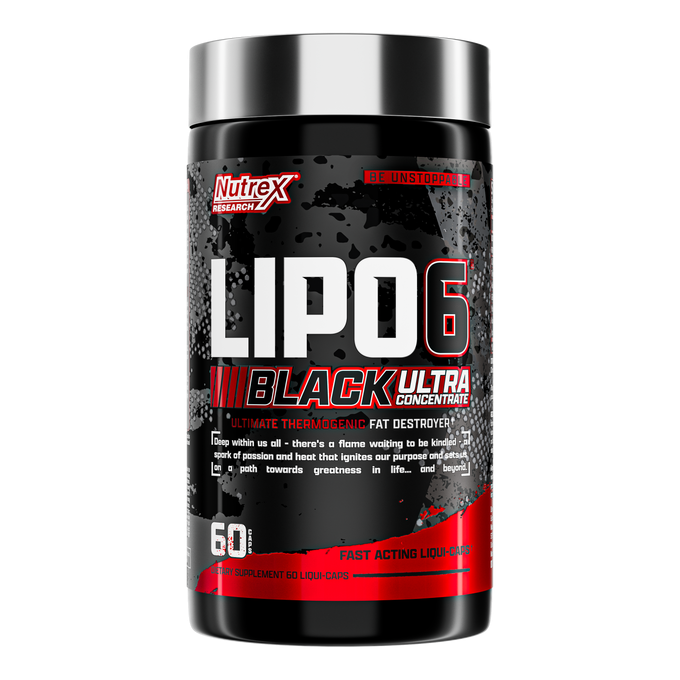 Nutrex
RESEARCH
BE UNSTOPPABLE
LIPO6
BLACK ULTRA
CONCENTRATE
ULTIMATE THERMOGENIC FAT DESTROYER†
Deep within us all - there's a flame waiting to be kindled - a
spark of passion and heat that ignites our purpose and sets us
on a path towards greatness in life... and beyond.
60 CAPS
FAST ACTING LIQUI-CAPS
DIETARY SUPPLEMENT 60 LIQUI-CAPS